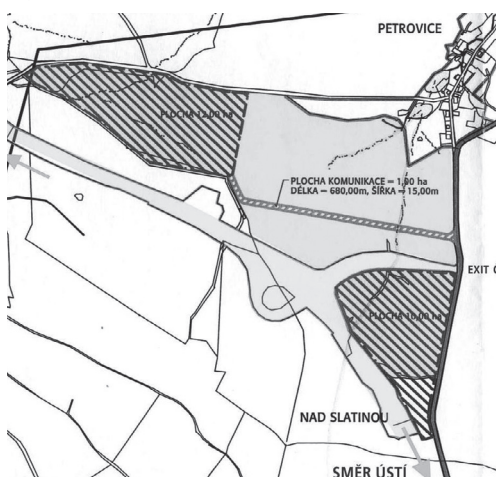 PETROVICE
PLOCHA 12,00 ha
PLOCHA KOMUNIKACE – 1,90 ha
DÉLKA – 680,00m, ŠÍŘKA – 15,00m
EXIT
PLOCHA 10,00 ha
NAD SLATINOU
SMĚR ÚSTÍ